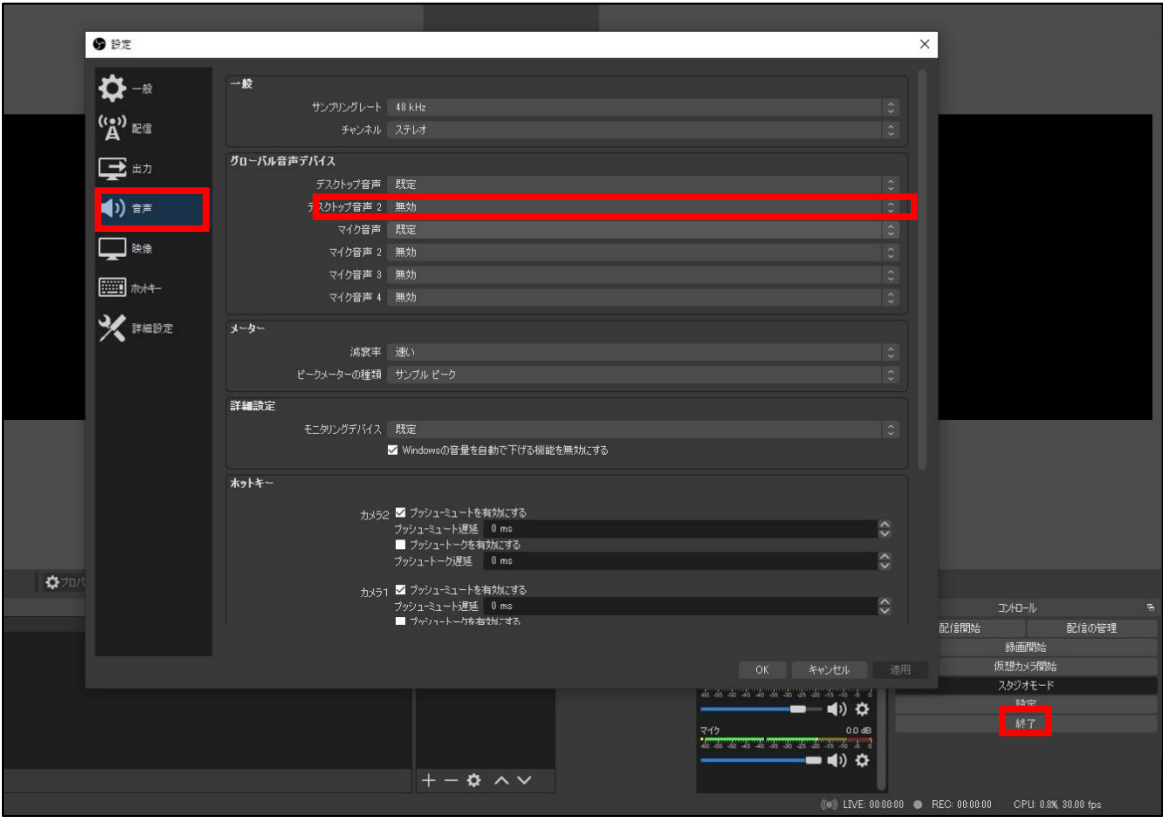 設定
一般
配信
出力
音声
映像
ホットキー
詳細設定
一般
サンプリングレート 48 kHz
チャンネル ステレオ
グローバル音声デバイス
デスクトップ音声 既定
デスクトップ音声 2 無効
マイク音声 既定
マイク音声 2 無効
マイク音声 3 無効
マイク音声 4 無効
メーター
減衰率 速い
ピークメーターの種類 サンプル ピーク
詳細設定
モニタリングデバイス 既定
Windowsの音量を自動で下げる機能を無効にする
ホットキー
カメラ2 プッシュ-ミュートを有効にする
プッシュ-ミュート遅延 0 ms
プッシュ-トークを有効にする
プッシュ-トーク遅延 0 ms
カメラ1 プッシュ-ミュートを有効にする
プッシュ-ミュート遅延 0 ms
プッシュ-トークを有効にする
OK キャンセル 適用
プロパ
コントロール
配信開始 配信の管理
録画開始
仮想カメラ開始
スタジオモード
設定
終了
マイク 0.0 dB
LIVE: 00:00:00 REC: 00:00:00 CPU: 0.8%, 30.00 fps